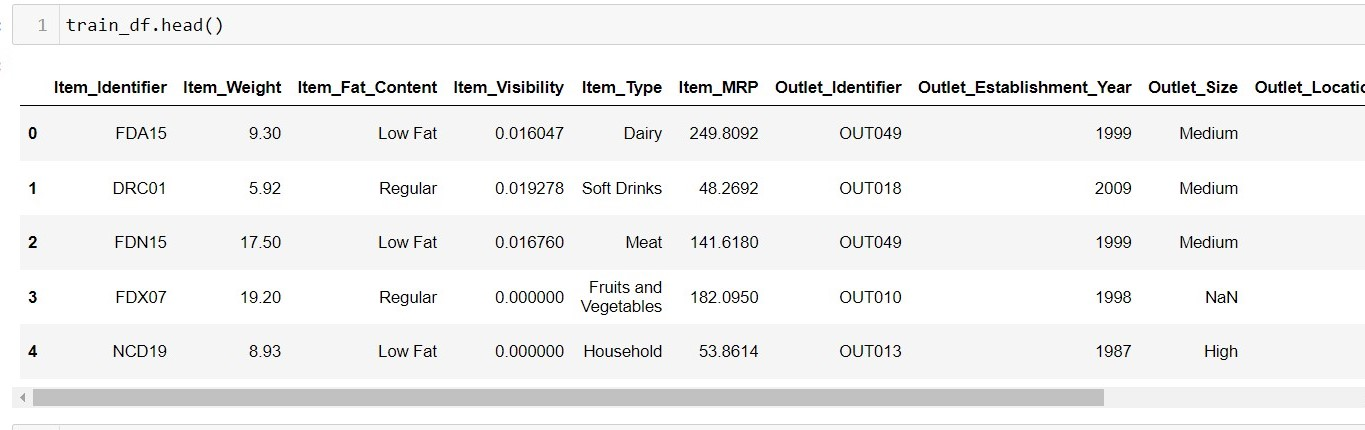 1 train_df.head()
Item_Identifier Item_Weight Item_Fat_Content Item_Visibility Item_Type Item_MRP Outlet_Identifier Outlet_Establishment_Year Outlet_Size Outlet_Locatio
0 FDA15 9.30 Low Fat 0.016047 Dairy 249.8092 OUT049 1999 Medium
1 DRC01 5.92 Regular 0.019278 Soft Drinks 48.2692 OUT018 2009 Medium
2 FDN15 17.50 Low Fat 0.016760 Meat 141.6180 OUT049 1999 Medium
3 FDX07 19.20 Regular 0.000000 Fruits and Vegetables 182.0950 OUT010 1998 NaN
4 NCD19 8.93 Low Fat 0.000000 Household 53.8614 OUT013 1987 High